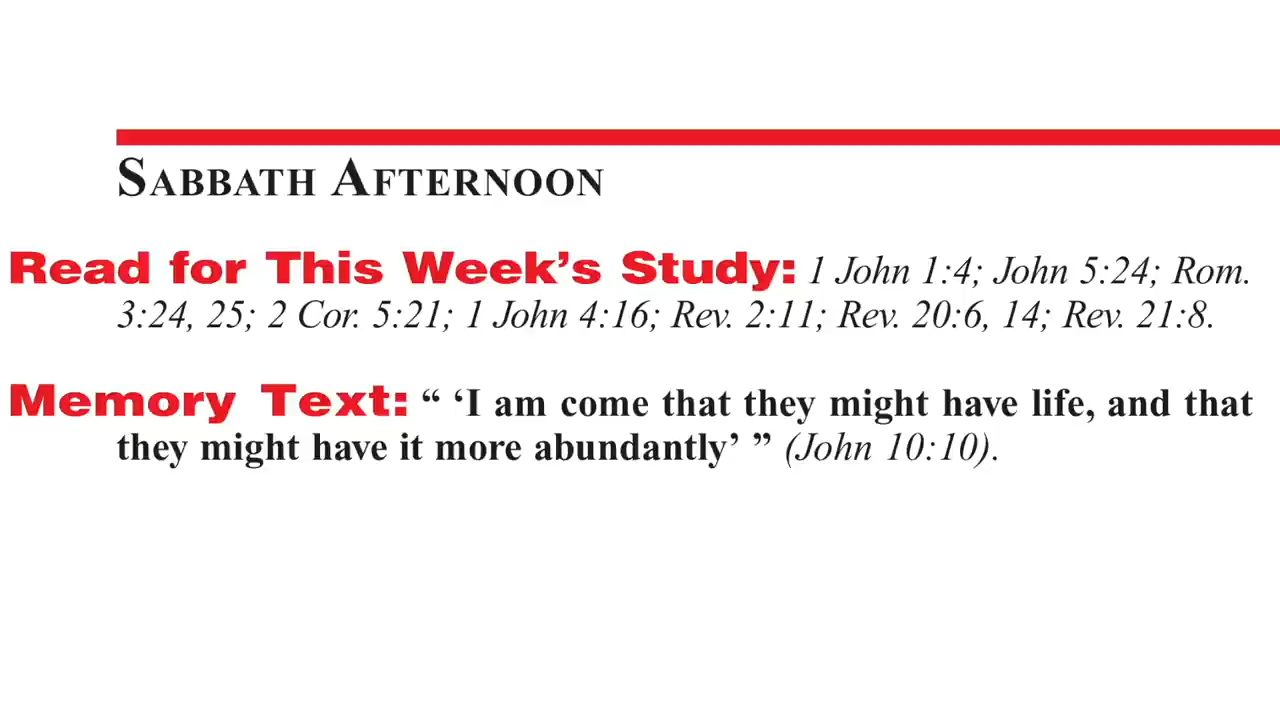 SABBATH AFTERNOON
Read for This Week’s Study: 1 John 1:4; John 5:24; Rom.
3:24, 25; 2 Cor. 5:21; 1 John 4:16; Rev. 2:11; Rev. 20:6, 14; Rev. 21:8.
Memory Text: “ ‘I am come that they might have life, and that
they might have it more abundantly’ ” (John 10:10).